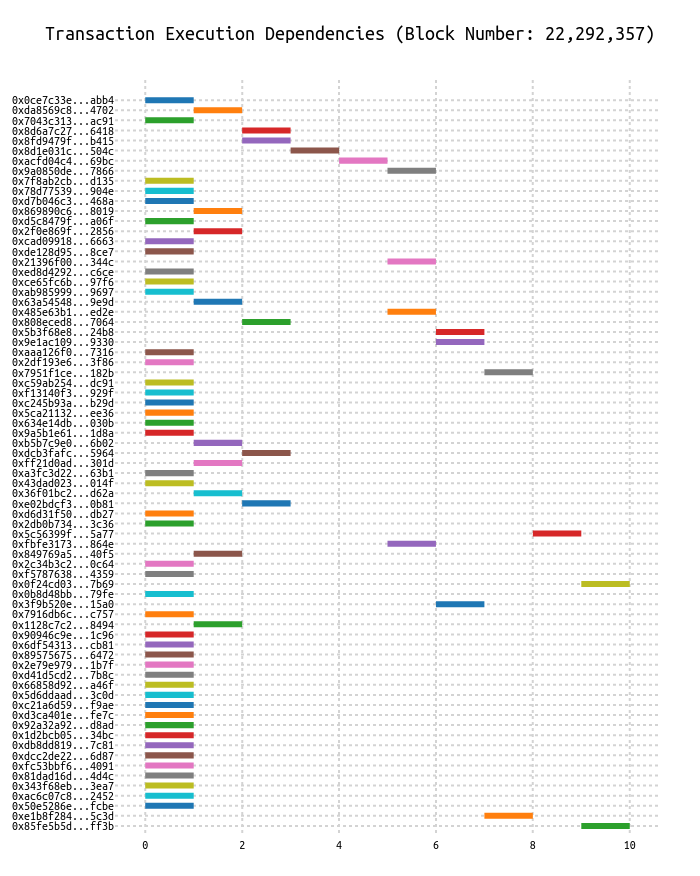 Transaction Execution Dependencies (Block Number: 22,292,357)
0x0ce7c33e...abb4
0xda8569c8...4702
0x7043c313...ac91
0x8d6a7c27...6418
0x8fd9479f...b415
0x8d1e031c...504c
0xacfd04c4...69bc
0x9a0850de...7866
0x7f8ab2cb...d135
0x78d77539...904e
0xd7b046c3...468a
0x869890c6...8019
0xd5c8479f...a06f
0x2f0e869f...2856
0xcad09918...6663
0xde128d95...8ce7
0x21396f00...344c
0xed8d4292...c6ce
0xce65fc6b...97f6
0xab985999...9697
0x63a54548...9e9d
0x485e63b1...ed2e
0x808eced8...7064
0x5b3f68e8...24b8
0x9e1ac109...9330
0xaaa126f0...7316
0x2df193e6...3f86
0x7951f1ce...182b
0xc59ab254...dc91
0xf13140f3...929f
0xc245b93a...b29d
0x5ca21132...ee36
0x634e14db...030b
0x9a5b1e61...1d8a
0xb5b7c9e0...6b02
0xdcb3fafc...5964
0xff21d0ad...301d
0xa3fc3d22...63b1
0x43dad023...014f
0x36f01bc2...d62a
0xe02bdcf3...0b81
0xd6d31f50...db27
0x2db0b734...3c36
0x5c56399f...5a77
0xfbfe3173...864e
0x849769a5...40f5
0x2c34b3c2...0c64
0xf5787638...4359
0x0f24cd03...7b69
0x0b8d48bb...79fe
0x3f9b520e...15a0
0x7916db6c...c757
0x1128c7c2...8494
0x90946c9e...1c96
0x6df54313...cb81
0x89575675...6472
0x2e79e979...1b7f
0xd41d5cd2...7b8c
0x66858d92...a46f
0x5d6ddaad...3c0d
0xc21a6d59...f9ae
0xd3ca401e...fe7c
0x92a32a92...d8ad
0x1d2bcb05...34bc
0xdb8dd819...7c81
0xdcc2de22...6d87
0xfc53bbf6...4091
0x81dad16d...4d4c
0x343f68eb...3ea7
0xac6c07c8...2452
0x50e5286e...fcbe
0xe1b8f284...5c3d
0x85fe5b5d...ff3b
0 2 4 6 8 10